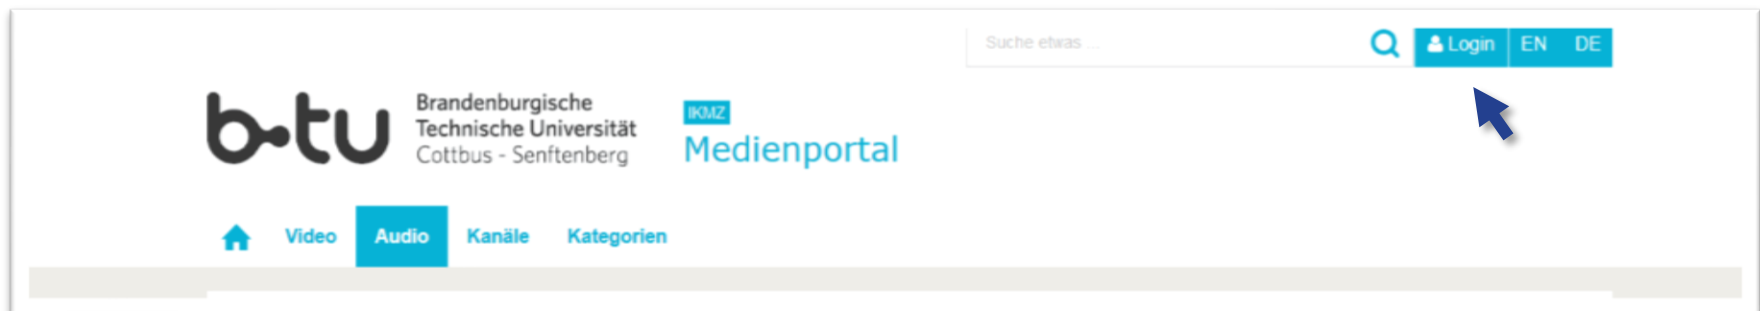 Suche etwas ...
Login EN DE
b-tu
Brandenburgische
Technische Universität
Cottbus - Senftenberg
IKMZ
Medienportal
Video Audio Kanäle Kategorien